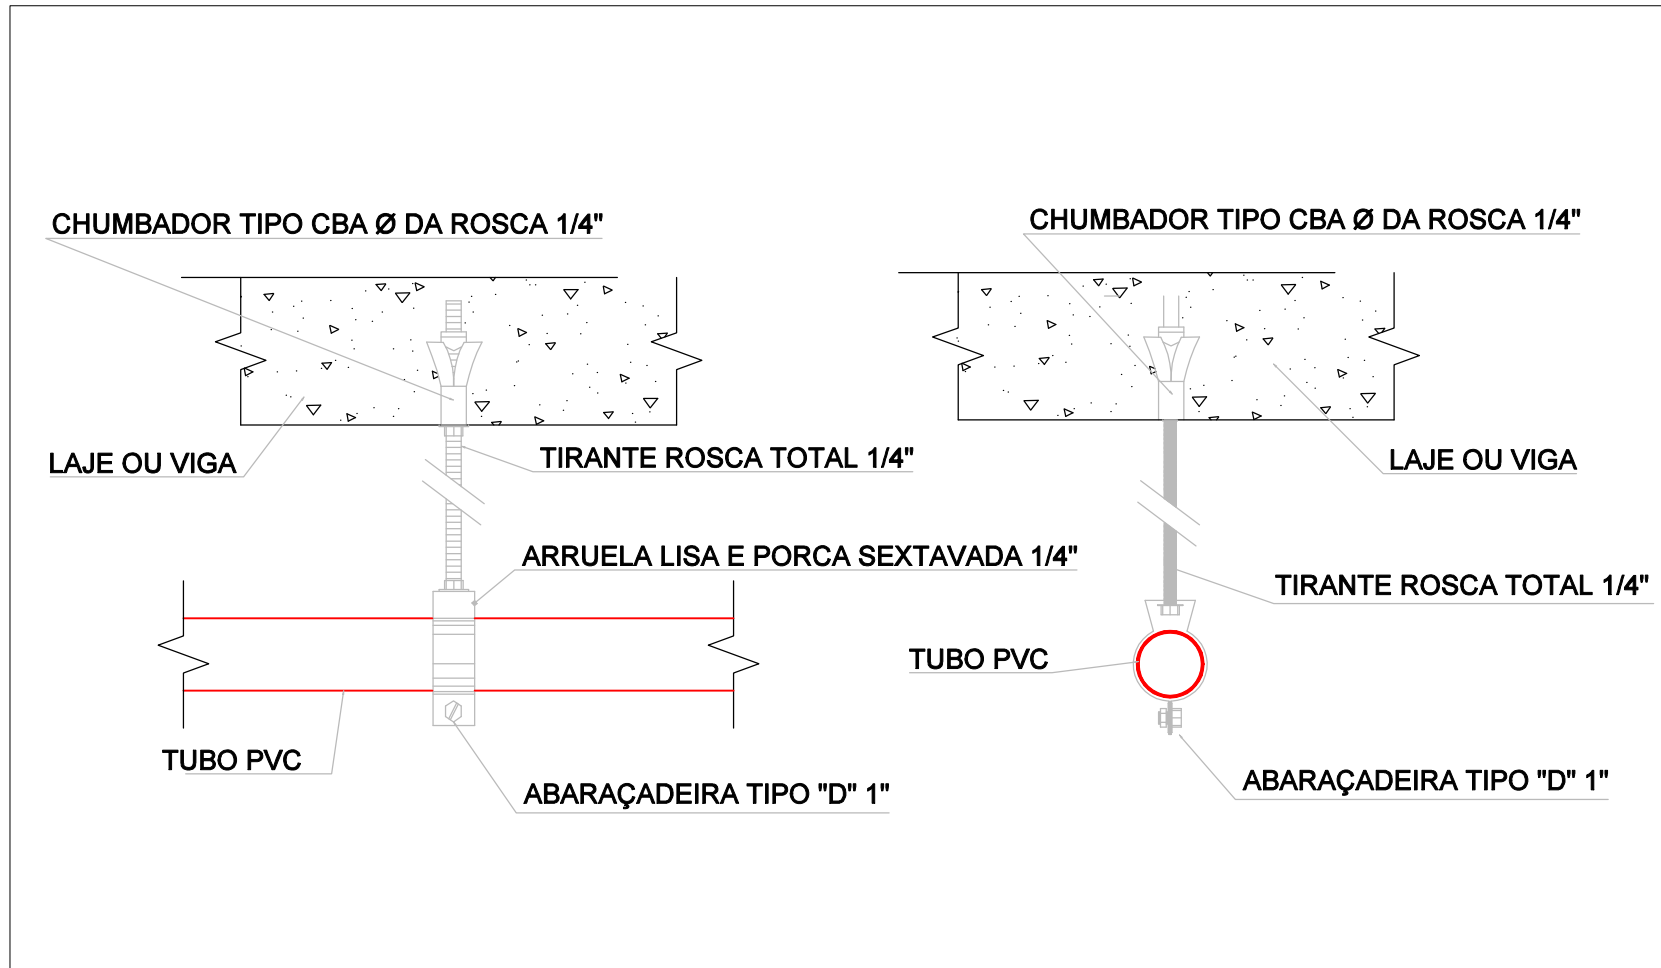 CHUMBADOR TIPO CBA Ø DA ROSCA 1/4"
LAJE OU VIGA
TIRANTE ROSCA TOTAL 1/4"
ARRUELA LISA E PORCA SEXTAVADA 1/4"
TUBO PVC
ABARAÇADEIRA TIPO "D" 1"
CHUMBADOR TIPO CBA Ø DA ROSCA 1/4"
LAJE OU VIGA
TIRANTE ROSCA TOTAL 1/4"
TUBO PVC
ABARAÇADEIRA TIPO "D" 1"